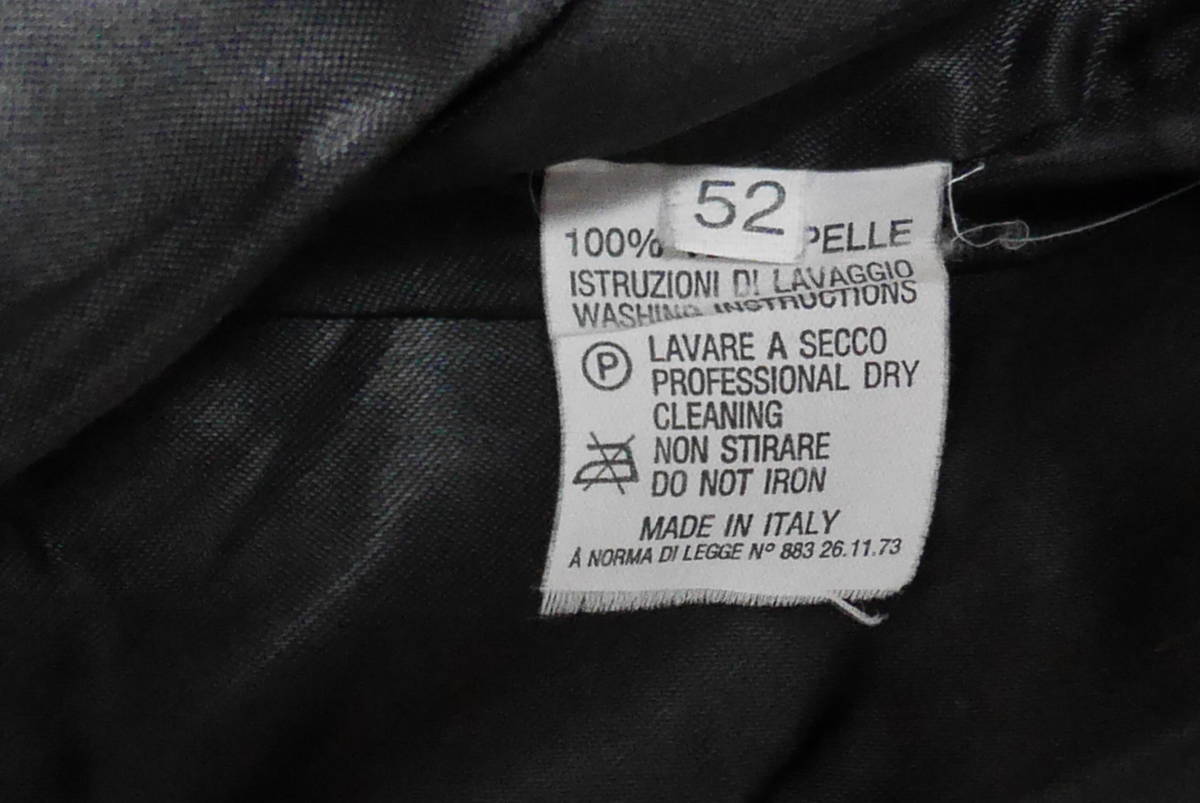 52
100% PELLE
ISTRUZIONI DI LAVAGGIO
WASHING INSTRUCTIONS
P LAVARE A SECCO
PROFESSIONAL DRY
CLEANING
NON STIRARE
DO NOT IRON
MADE IN ITALY
A NORMA DI LEGGE Nº 883 26.11.73